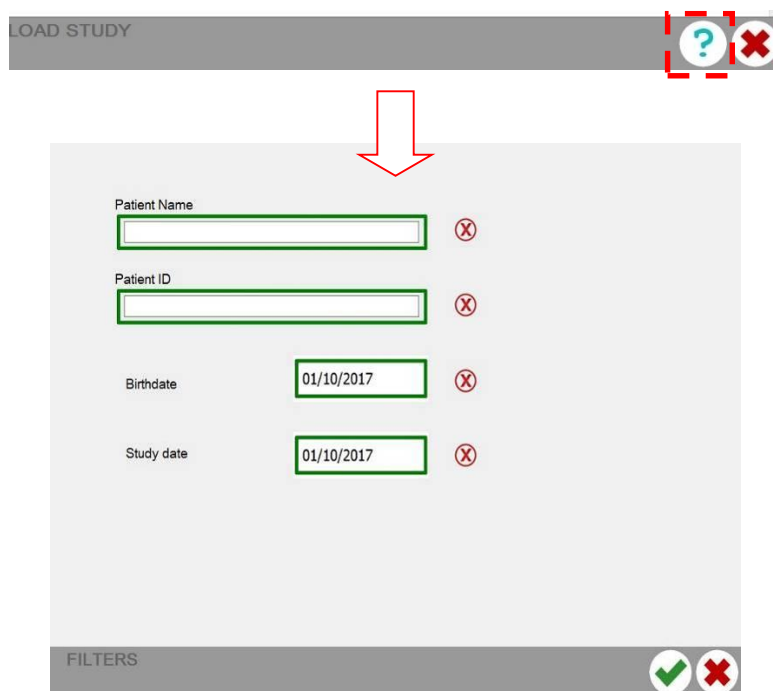 LOAD STUDY
?
Patient Name
Patient ID
Birthdate 01/10/2017
Study date 01/10/2017
FILTERS